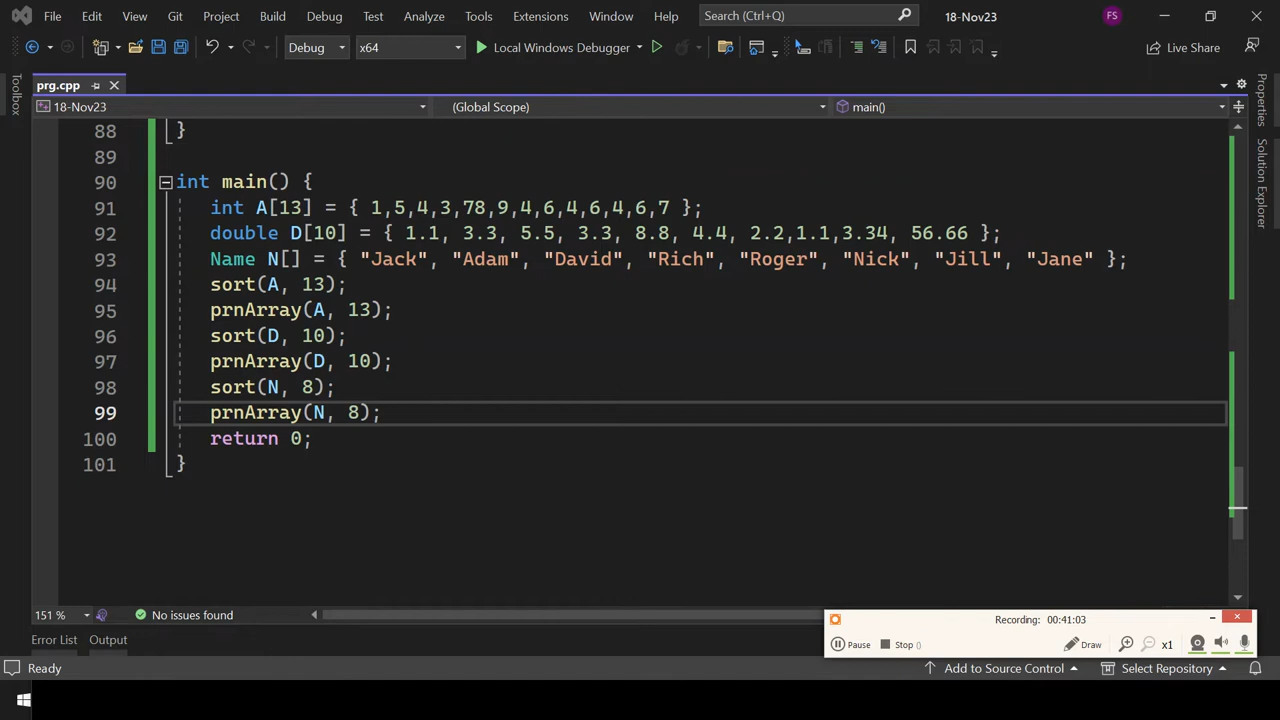 File Edit View Git Project Build Debug Test Analyze Tools Extensions Window Help Search (Ctrl+Q) 18-Nov23 FS
Debug x64 Local Windows Debugger Live Share
Toolbox
prg.cpp
18-Nov23 (Global Scope) main()
Properties
Solution Explorer
88 }
89
90 int main() {
91 int A[13] = { 1,5,4,3,78,9,4,6,4,6,4,6,7 };
92 double D[10] = { 1.1, 3.3, 5.5, 3.3, 8.8, 4.4, 2.2,1.1,3.34, 56.66 };
93 Name N[] = { "Jack", "Adam", "David", "Rich", "Roger", "Nick", "Jill", "Jane" };
94 sort(A, 13);
95 prnArray(A, 13);
96 sort(D, 10);
97 prnArray(D, 10);
98 sort(N, 8);
99 prnArray(N, 8);
100 return 0;
101 }
151 % No issues found
Recording: 00:41:03
Pause Stop () Draw x1
Error List Output
Ready Add to Source Control Select Repository